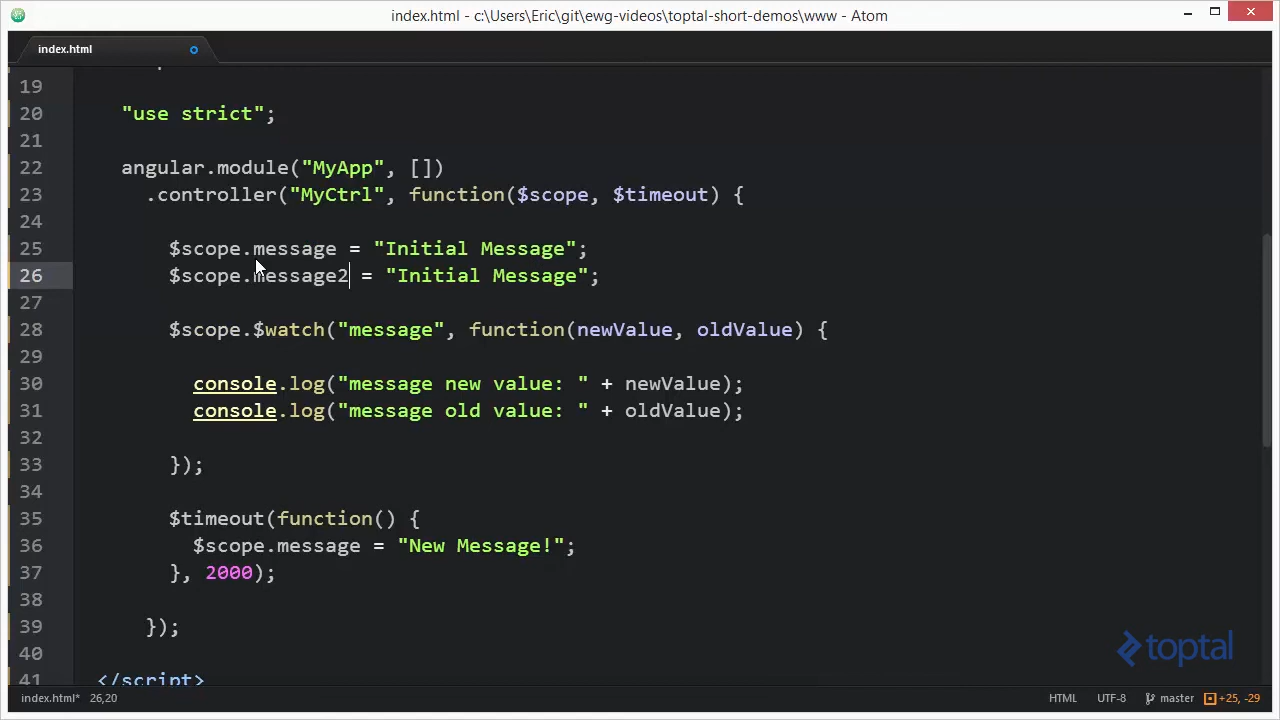 index.html - c:\Users\Eric\git\ewg-videos\toptal-short-demos\www - Atom
index.html
19
20 "use strict";
21
22 angular.module("MyApp", [])
23 .controller("MyCtrl", function($scope, $timeout) {
24
25 $scope.message = "Initial Message";
26 $scope.message2 = "Initial Message";
27
28 $scope.$watch("message", function(newValue, oldValue) {
29
30 console.log("message new value: " + newValue);
31 console.log("message old value: " + oldValue);
32
33 });
34
35 $timeout(function() {
36 $scope.message = "New Message!";
37 }, 2000);
38
39 });
40
41 </script>
toptal
index.html* 26,20 HTML UTF-8 master +25, -29